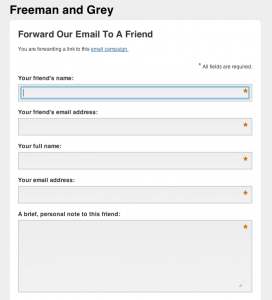 Freeman and Grey
Forward Our Email To A Friend
You are forwarding a link to this email campaign.
* All fields are required.
Your friend's name:
*
Your friend's email address:
*
Your full name:
*
Your email address:
*
A brief, personal note to this friend:
*